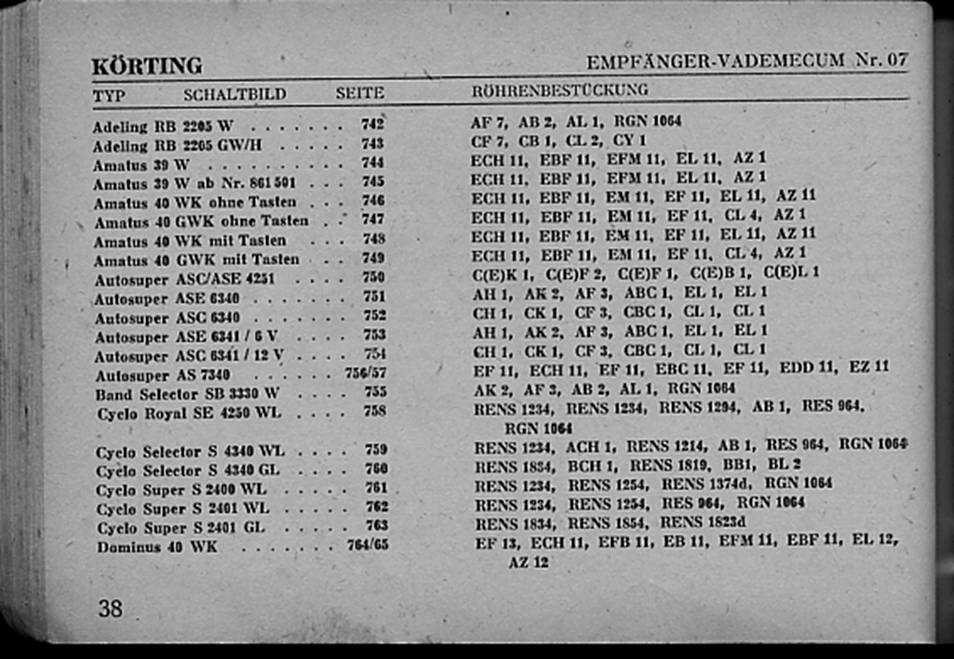 KÖRTING EMPFÄNGER-VADEMECUM Nr. 07
TYP SCHALTBILD SEITE RÖHRENBESTÜCKUNG
Adeling RB 2205 W . . . . . . . 742 AF 7, AB 2, AL 1, RGN 1064
Adeling RB 2205 GW/H . . . . . 743 CF 7, CB 1, CL 2, CY 1
Amatus 39 W . . . . . . . . . . 744 ECH 11, EBF 11, EFM 11, EL 11, AZ 1
Amatus 39 W ab Nr. 861 501 . . . 745 ECH 11, EBF 11, EFM 11, EL 11, AZ 1
Amatus 40 WK ohne Tasten . . . 746 ECH 11, EBF 11, EM 11, EF 11, EL 11, AZ 11
Amatus 40 GWK ohne Tasten . . 747 ECH 11, EBF 11, EM 11, EF 11, CL 4, AZ 1
Amatus 40 WK mit Tasten . . . 748 ECH 11, EBF 11, EM 11, EF 11, EL 11, AZ 11
Amatus 40 GWK mit Tasten . . 749 ECH 11, EBF 11, EM 11, EF 11, CL 4, AZ 1
Autosuper ASC/ASE 4251 . . . . 750 C(E)K 1, C(E)F 2, C(E)F 1, C(E)B 1, C(E)L 1
Autosuper ASE 6340 . . . . . . . 751 AH 1, AK 2, AF 3, ABC 1, EL 1, EL 1
Autosuper ASC 6340 . . . . . . . 752 CH 1, CK 1, CF 3, CBC 1, CL 1, CL 1
Autosuper ASE 6341 / 6 V . . . . 753 AH 1, AK 2, AF 3, ABC 1, EL 1, EL 1
Autosuper ASC 6341 / 12 V . . . . 754 CH 1, CK 1, CF 3, CBC 1, CL 1, CL 1
Autosuper AS 7340 . . . . . . 756/57 EF 11, ECH 11, EF 11, EBC 11, EF 11, EDD 11, EZ 11
Band Selector SB 3330 W . . . . 755 AK 2, AF 3, AB 2, AL 1, RGN 1064
Cyclo Royal SE 4250 WL . . . . 758 RENS 1234, RENS 1234, RENS 1294, AB 1, RES 964,
RGN 1064
Cyclo Selector S 4340 WL . . . . 759 RENS 1234, ACH 1, RENS 1214, AB 1, RES 964, RGN 1064
Cyclo Selector S 4340 GL . . . . 760 RENS 1834, BCH 1, RENS 1819, BB1, BL 2
Cyclo Super S 2400 WL . . . . . 761 RENS 1234, RENS 1254, RENS 1374d, RGN 1064
Cyclo Super S 2401 WL . . . . . 762 RENS 1234, RENS 1254, RES 964, RGN 1064
Cyclo Super S 2401 GL . . . . . 763 RENS 1834, RENS 1854, RENS 1823d
Dominus 40 WK . . . . . . . 764/65 EF 13, ECH 11, EFB 11, EB 11, EFM 11, EBF 11, EL 12,
AZ 12
38